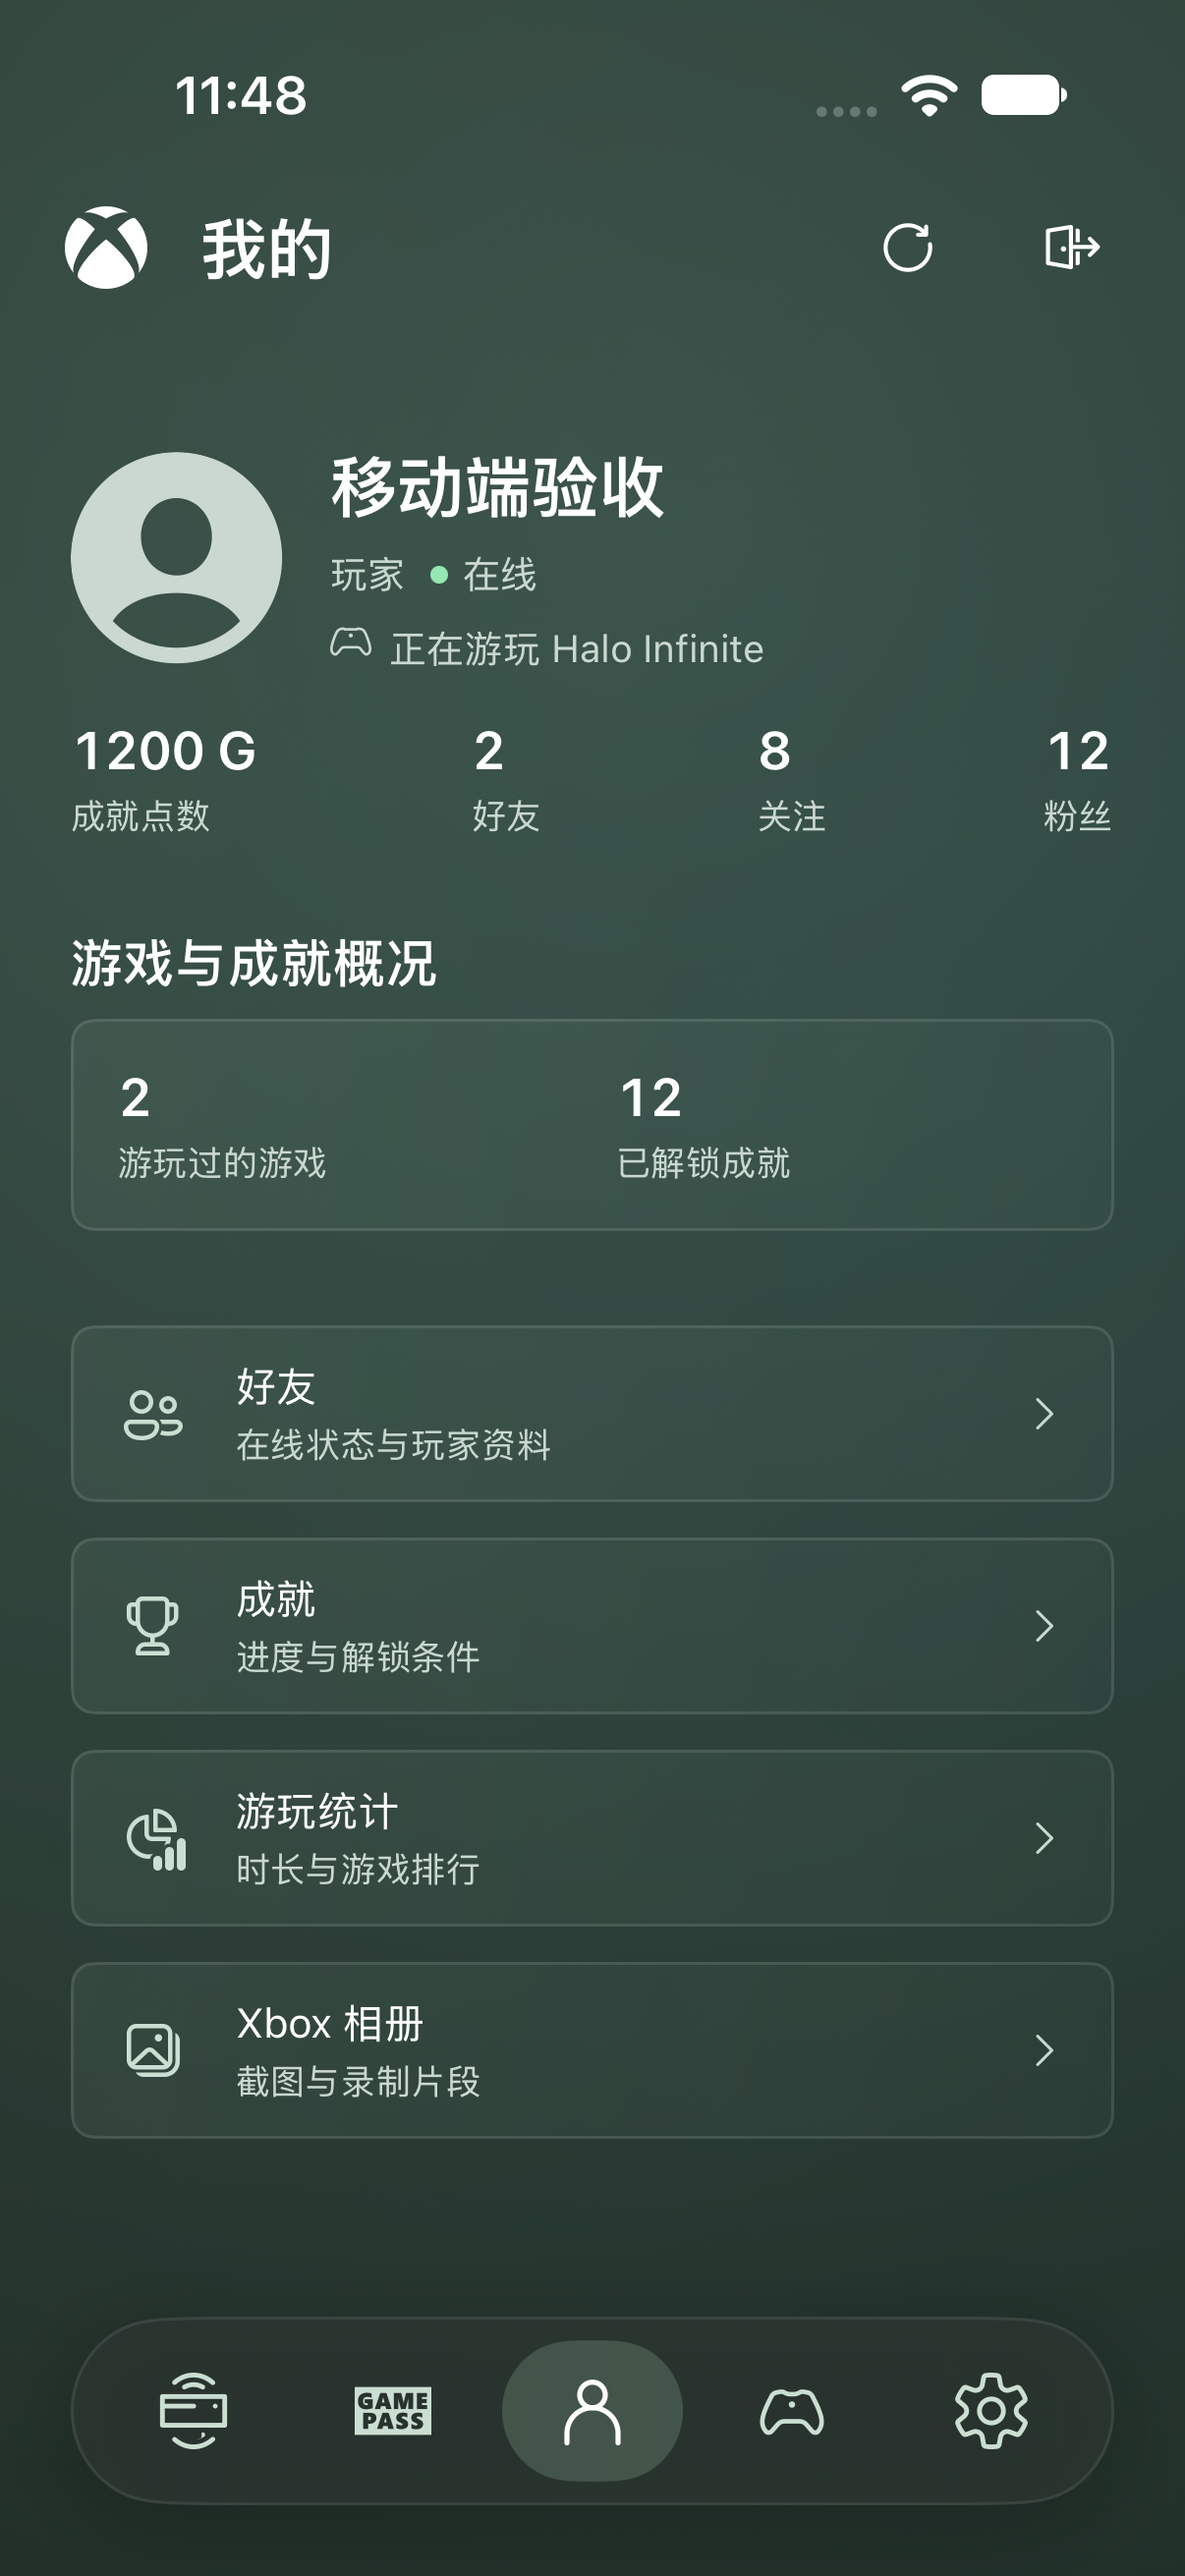 11:48
我的
移动端验收
玩家 在线
正在游玩 Halo Infinite
1200 G 2 8 12
成就点数 好友 关注 粉丝
游戏与成就概况
2 12
游玩过的游戏 已解锁成就
好友
在线状态与玩家资料
成就
进度与解锁条件
游玩统计
时长与游戏排行
Xbox 相册
截图与录制片段
GAME
PASS